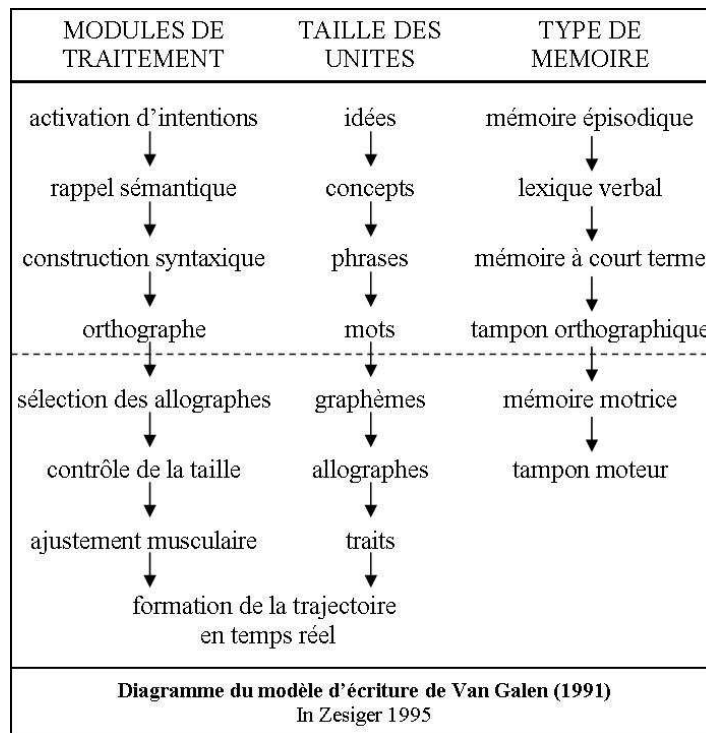 MODULES DE TRAITEMENT
TAILLE DES UNITES
TYPE DE MEMOIRE
activation d'intentions
idées
mémoire épisodique
rappel sémantique
concepts
lexique verbal
construction syntaxique
phrases
mémoire à court terme
orthographe
mots
tampon orthographique
sélection des allographes
graphèmes
mémoire motrice
contrôle de la taille
allographes
tampon moteur
ajustement musculaire
traits
formation de la trajectoire
en temps réel
Diagramme du modèle d'écriture de Van Galen (1991)
In Zesiger 1995